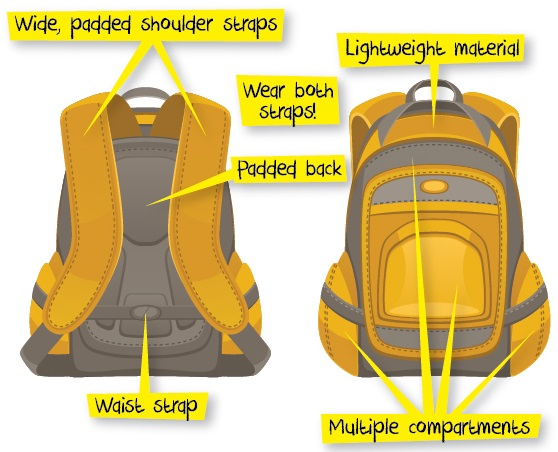 Wide, padded shoulder straps
Lightweight material
Wear both
straps!
Padded back
Waist strap
Multiple compartments